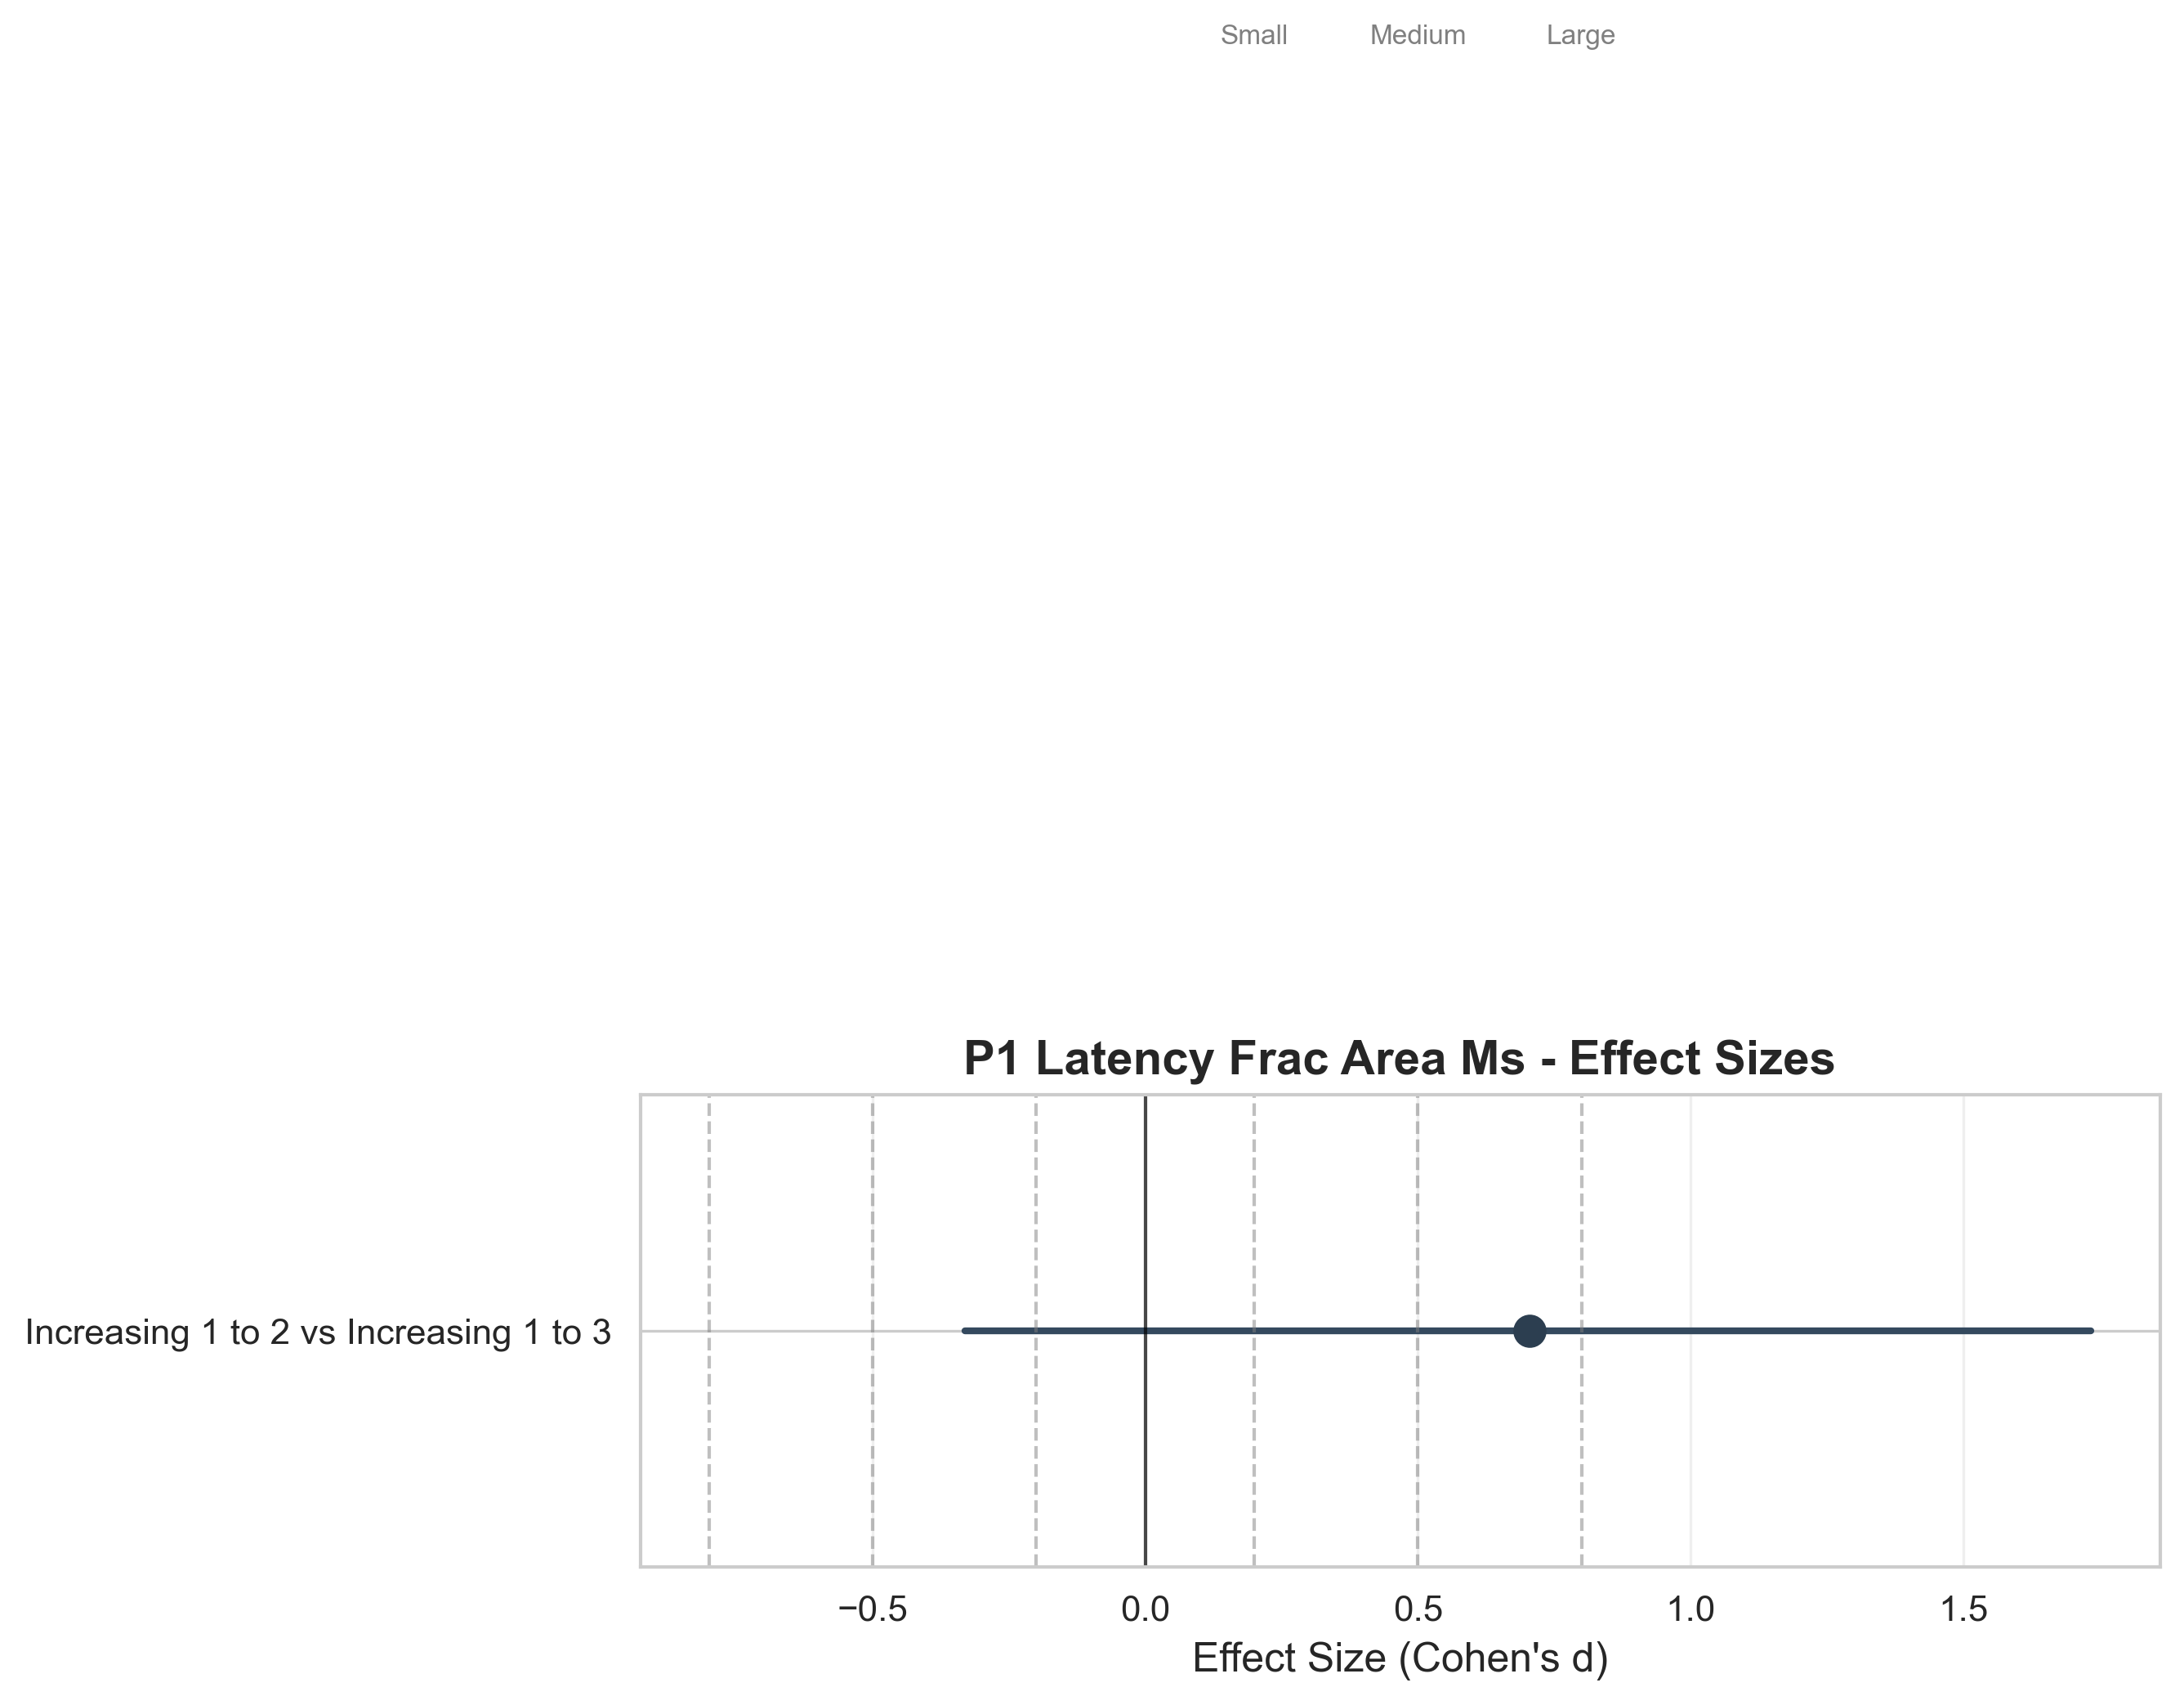 Small Medium Large
P1 Latency Frac Area Ms - Effect Sizes
Increasing 1 to 2 vs Increasing 1 to 3
−0.5 0.0 0.5 1.0 1.5
Effect Size (Cohen's d)